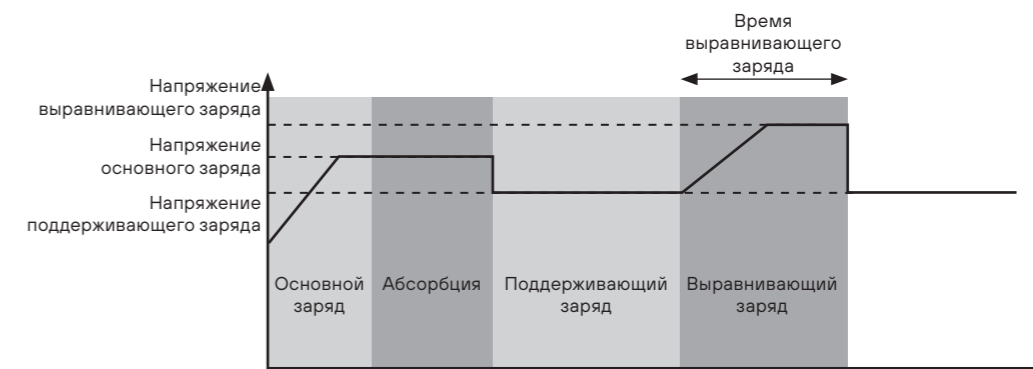 Время
выравнивающего
заряда
Напряжение
выравнивающего заряда
Напряжение
основного заряда
Напряжение
поддерживающего заряда
Основной
заряд
Абсорбция
Поддерживающий
заряд
Выравнивающий
заряд